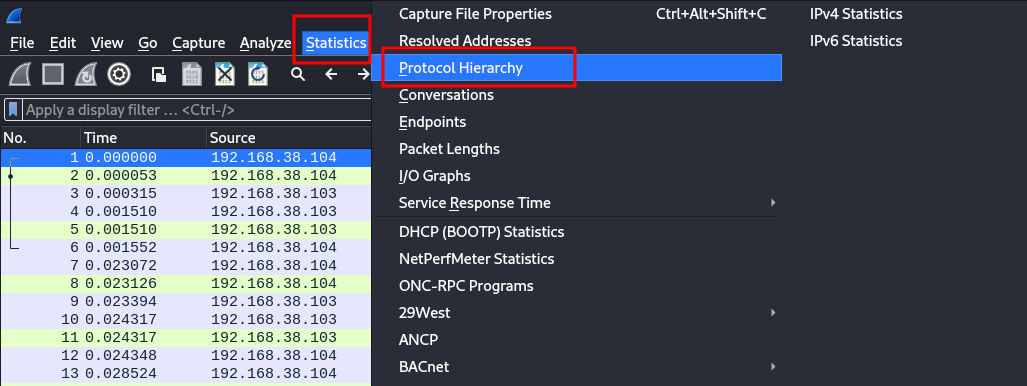 File Edit View Go Capture Analyze Statistics
Apply a display filter ... <Ctrl-/>
No. Time Source
1 0.000000 192.168.38.104
2 0.000053 192.168.38.104
3 0.000315 192.168.38.103
4 0.001510 192.168.38.103
5 0.001510 192.168.38.103
6 0.001552 192.168.38.104
7 0.023072 192.168.38.104
8 0.023126 192.168.38.104
9 0.023394 192.168.38.103
10 0.024317 192.168.38.103
11 0.024317 192.168.38.103
12 0.024348 192.168.38.104
13 0.028524 192.168.38.104
Capture File Properties Ctrl+Alt+Shift+C
Resolved Addresses
Protocol Hierarchy
Conversations
Endpoints
Packet Lengths
I/O Graphs
Service Response Time
DHCP (BOOTP) Statistics
NetPerfMeter Statistics
ONC-RPC Programs
29West
ANCP
BACnet
IPv4 Statistics
IPv6 Statistics